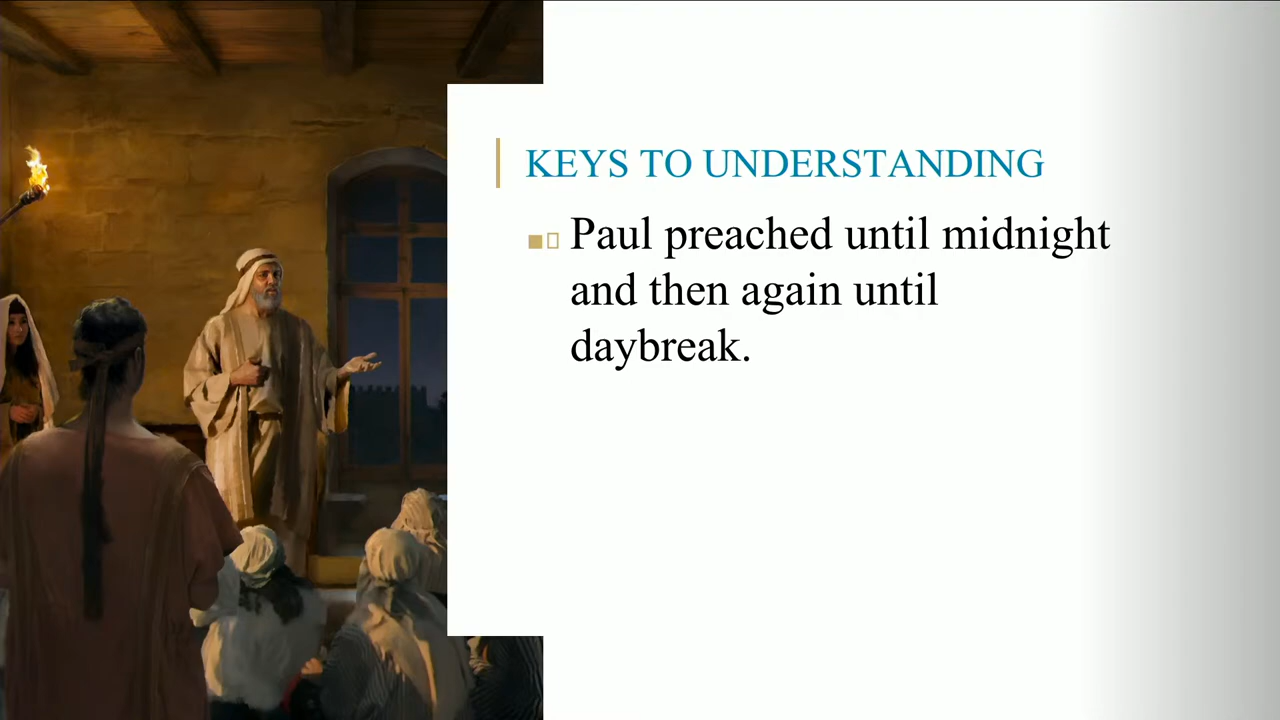 KEYS TO UNDERSTANDING
Paul preached until midnight
and then again until
daybreak.